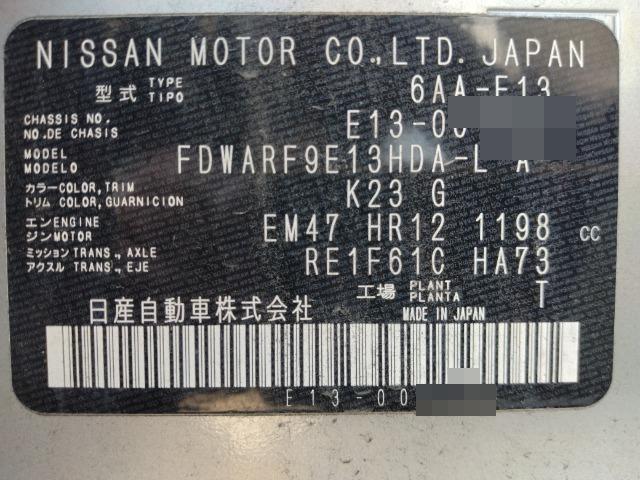 NISSAN MOTOR CO.,LTD. JAPAN
型式 TYPE TIPO 6AA-E13
CHASSIS NO. NO.DE CHASIS E13-00
MODEL MODELO FDWARF9E13HDA-L A
カラー COLOR,TRIM トリム COLOR,GUARNICION K23 G
エンジン ENGINE MOTOR EM47 HR12 1198 cc
ミッション TRANS., AXLE アクスル TRANS., EJE RE1F61C HA73
工場 PLANT PLANTA T
日産自動車株式会社 MADE IN JAPAN
E13-00